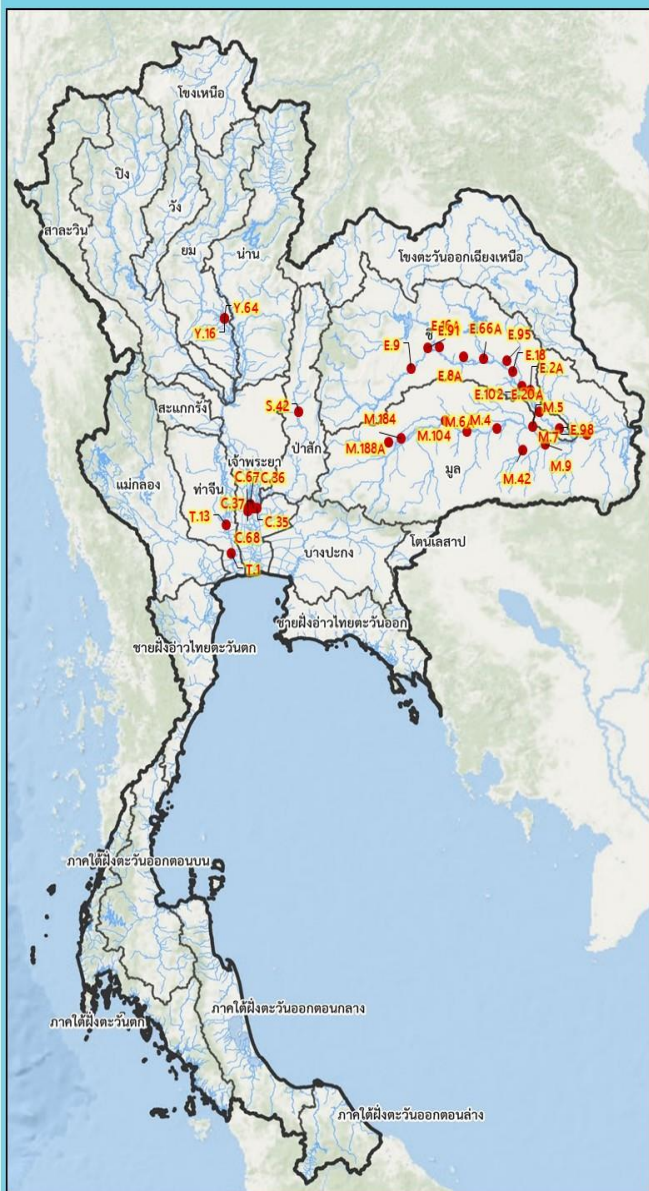 โขงเหนือ
ปิง
วัง
สาละวิน
ยม
น่าน
โขงตะวันออกเฉียงเหนือ
Y.64
Y.16
E.91
E.66A
E.95
E.9
E.18
E.8A
E.2A
E.102
E.20A
สะแกกรัง
S.42
M.184
M.6A
M.4
M.5
M.104
M.188A
M.7
E.98
ป่าสัก
มูล
M.9
M.42
เจ้าพระยา
แม่กลอง
ท่าจีน
C.67
C.36
C.37
C.35
T.13
C.68
บางปะกง
โตนเลสาป
T.1
ชายฝั่งอ่าวไทยตะวันออก
ชายฝั่งอ่าวไทยตะวันตก
ภาคใต้ฝั่งตะวันออกตอนบน
ภาคใต้ฝั่งตะวันออกตอนกลาง
ภาคใต้ฝั่งตะวันตก
ภาคใต้ฝั่งตะวันออกตอนล่าง